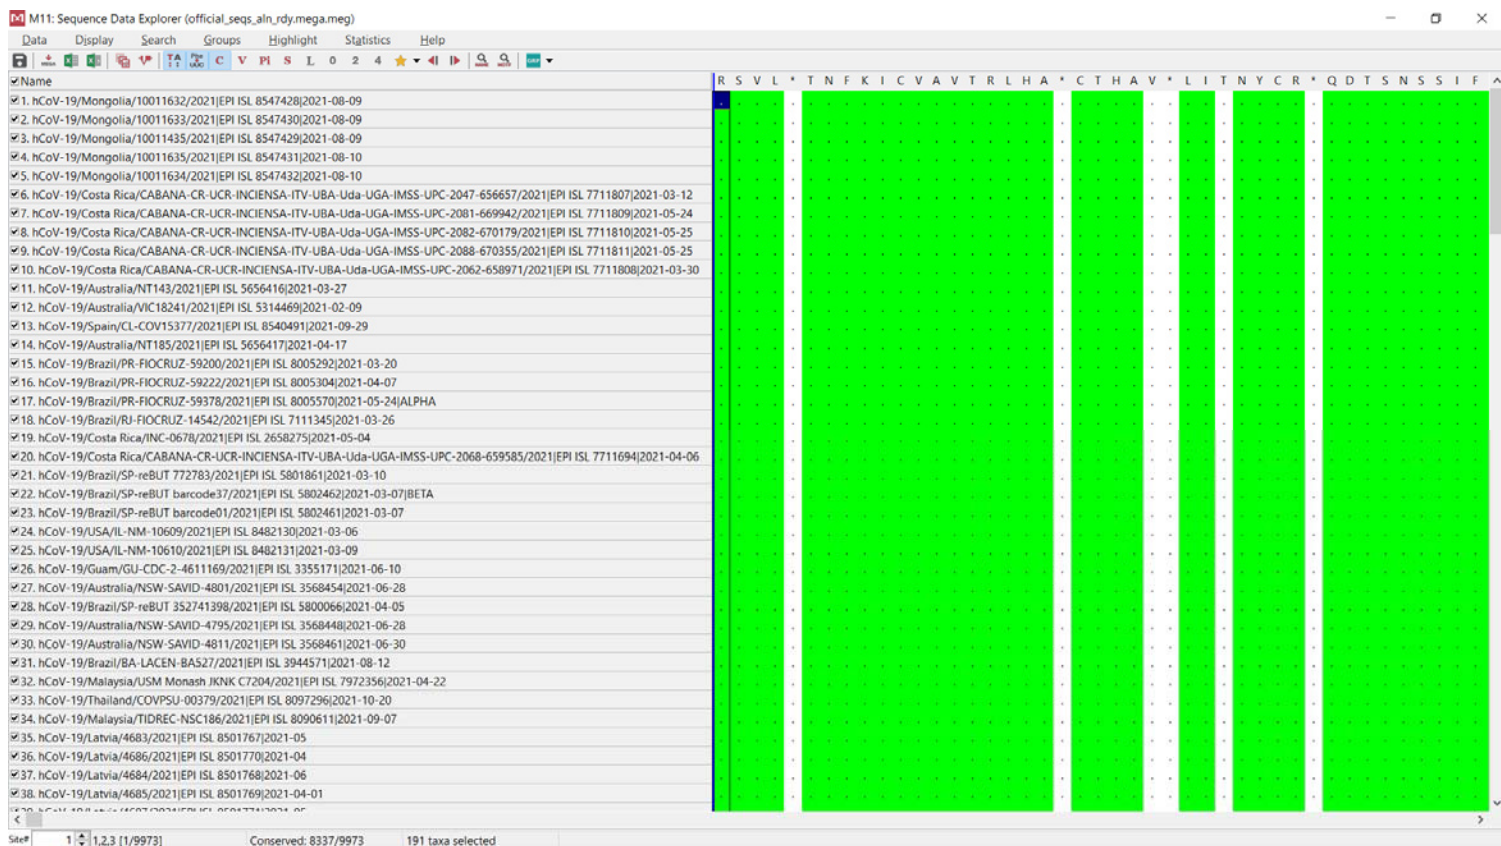 M11: Sequence Data Explorer (official_seqs_aln_rdy.mega.meg)
Data Display Search Groups Highlight Statistics Help
TA C V Pi S L 0 2 4
Name R S V L * T N F K I C V A V T R L H A * C T H A V * L I T N Y C R * Q D T S N S S I F
1. hCoV-19/Mongolia/10011632/2021|EPI ISL 8547428|2021-08-09
2. hCoV-19/Mongolia/10011633/2021|EPI ISL 8547430|2021-08-09
3. hCoV-19/Mongolia/10011435/2021|EPI ISL 8547429|2021-08-09
4. hCoV-19/Mongolia/10011635/2021|EPI ISL 8547431|2021-08-10
5. hCoV-19/Mongolia/10011634/2021|EPI ISL 8547432|2021-08-10
6. hCoV-19/Costa Rica/CABANA-CR-UCR-INCIENSA-ITV-UBA-Uda-UGA-IMSS-UPC-2047-656657/2021|EPI ISL 7711807|2021-03-12
7. hCoV-19/Costa Rica/CABANA-CR-UCR-INCIENSA-ITV-UBA-Uda-UGA-IMSS-UPC-2081-669942/2021|EPI ISL 7711809|2021-05-24
8. hCoV-19/Costa Rica/CABANA-CR-UCR-INCIENSA-ITV-UBA-Uda-UGA-IMSS-UPC-2082-670179/2021|EPI ISL 7711810|2021-05-25
9. hCoV-19/Costa Rica/CABANA-CR-UCR-INCIENSA-ITV-UBA-Uda-UGA-IMSS-UPC-2088-670355/2021|EPI ISL 7711811|2021-05-25
10. hCoV-19/Costa Rica/CABANA-CR-UCR-INCIENSA-ITV-UBA-Uda-UGA-IMSS-UPC-2062-658971/2021|EPI ISL 7711808|2021-03-30
11. hCoV-19/Australia/NT143/2021|EPI ISL 5656416|2021-03-27
12. hCoV-19/Australia/VIC18241/2021|EPI ISL 5314469|2021-02-09
13. hCoV-19/Spain/CL-COV15377/2021|EPI ISL 8540491|2021-09-29
14. hCoV-19/Australia/NT185/2021|EPI ISL 5656417|2021-04-17
15. hCoV-19/Brazil/PR-FIOCRUZ-59200/2021|EPI ISL 8005292|2021-03-20
16. hCoV-19/Brazil/PR-FIOCRUZ-59222/2021|EPI ISL 8005304|2021-04-07
17. hCoV-19/Brazil/PR-FIOCRUZ-59378/2021|EPI ISL 8005570|2021-05-24|ALPHA
18. hCoV-19/Brazil/RJ-FIOCRUZ-14542/2021|EPI ISL 7111345|2021-03-26
19. hCoV-19/Costa Rica/INC-0678/2021|EPI ISL 2658275|2021-05-04
20. hCoV-19/Costa Rica/CABANA-CR-UCR-INCIENSA-ITV-UBA-Uda-UGA-IMSS-UPC-2068-659585/2021|EPI ISL 7711694|2021-04-06
21. hCoV-19/Brazil/SP-reBUT 772783/2021|EPI ISL 5801861|2021-03-10
22. hCoV-19/Brazil/SP-reBUT barcode37/2021|EPI ISL 5802462|2021-03-07|BETA
23. hCoV-19/Brazil/SP-reBUT barcode01/2021|EPI ISL 5802461|2021-03-07
24. hCoV-19/USA/IL-NM-10609/2021|EPI ISL 8482130|2021-03-06
25. hCoV-19/USA/IL-NM-10610/2021|EPI ISL 8482131|2021-03-09
26. hCoV-19/Guam/GU-CDC-2-4611169/2021|EPI ISL 3355171|2021-06-10
27. hCoV-19/Australia/NSW-SAVID-4801/2021|EPI ISL 3568454|2021-06-28
28. hCoV-19/Brazil/SP-reBUT 352741398/2021|EPI ISL 5800066|2021-04-05
29. hCoV-19/Australia/NSW-SAVID-4795/2021|EPI ISL 3568448|2021-06-28
30. hCoV-19/Australia/NSW-SAVID-4811/2021|EPI ISL 3568461|2021-06-30
31. hCoV-19/Brazil/BA-LACEN-BA527/2021|EPI ISL 3944571|2021-08-12
32. hCoV-19/Malaysia/USM Monash JKNK C7204/2021|EPI ISL 7972356|2021-04-22
33. hCoV-19/Thailand/COVPSU-00379/2021|EPI ISL 8097296|2021-10-20
34. hCoV-19/Malaysia/TIDREC-NSC186/2021|EPI ISL 8090611|2021-09-07
35. hCoV-19/Latvia/4683/2021|EPI ISL 8501767|2021-05
36. hCoV-19/Latvia/4686/2021|EPI ISL 8501770|2021-04
37. hCoV-19/Latvia/4684/2021|EPI ISL 8501768|2021-06
38. hCoV-19/Latvia/4685/2021|EPI ISL 8501769|2021-04-01
Site# 1 1,2,3 [1/9973] Conserved: 8337/9973 191 taxa selected